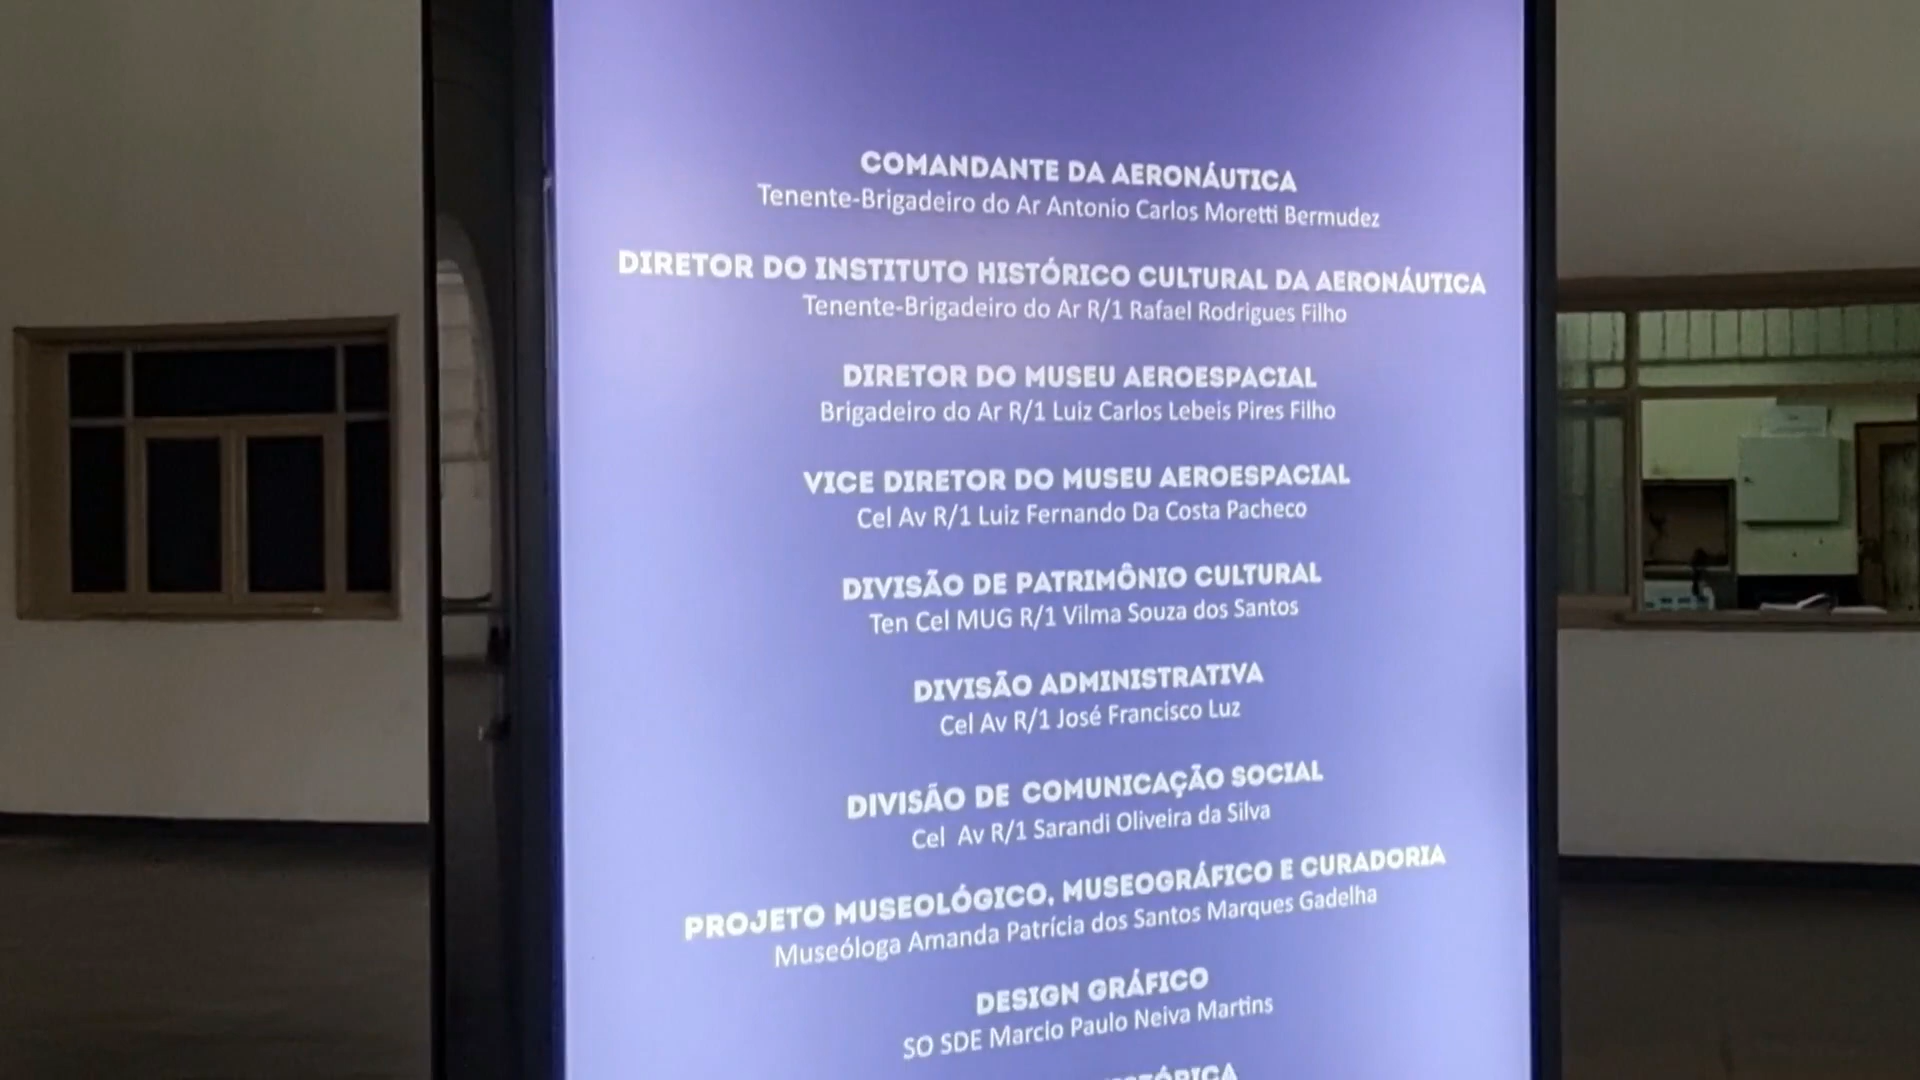 COMANDANTE DA AERONÁUTICA
Tenente-Brigadeiro do Ar Antonio Carlos Moretti Bermudez
DIRETOR DO INSTITUTO HISTÓRICO CULTURAL DA AERONÁUTICA
Tenente-Brigadeiro do Ar R/1 Rafael Rodrigues Filho
DIRETOR DO MUSEU AEROESPACIAL
Brigadeiro do Ar R/1 Luiz Carlos Lebeis Pires Filho
VICE DIRETOR DO MUSEU AEROESPACIAL
Cel Av R/1 Luiz Fernando Da Costa Pacheco
DIVISÃO DE PATRIMÔNIO CULTURAL
Ten Cel MUG R/1 Vilma Souza dos Santos
DIVISÃO ADMINISTRATIVA
Cel Av R/1 José Francisco Luz
DIVISÃO DE COMUNICAÇÃO SOCIAL
Cel Av R/1 Sarandi Oliveira da Silva
PROJETO MUSEOLÓGICO, MUSEOGRÁFICO E CURADORIA
Museóloga Amanda Patrícia dos Santos Marques Gadelha
DESIGN GRÁFICO
SO SDE Marcio Paulo Neiva Martins